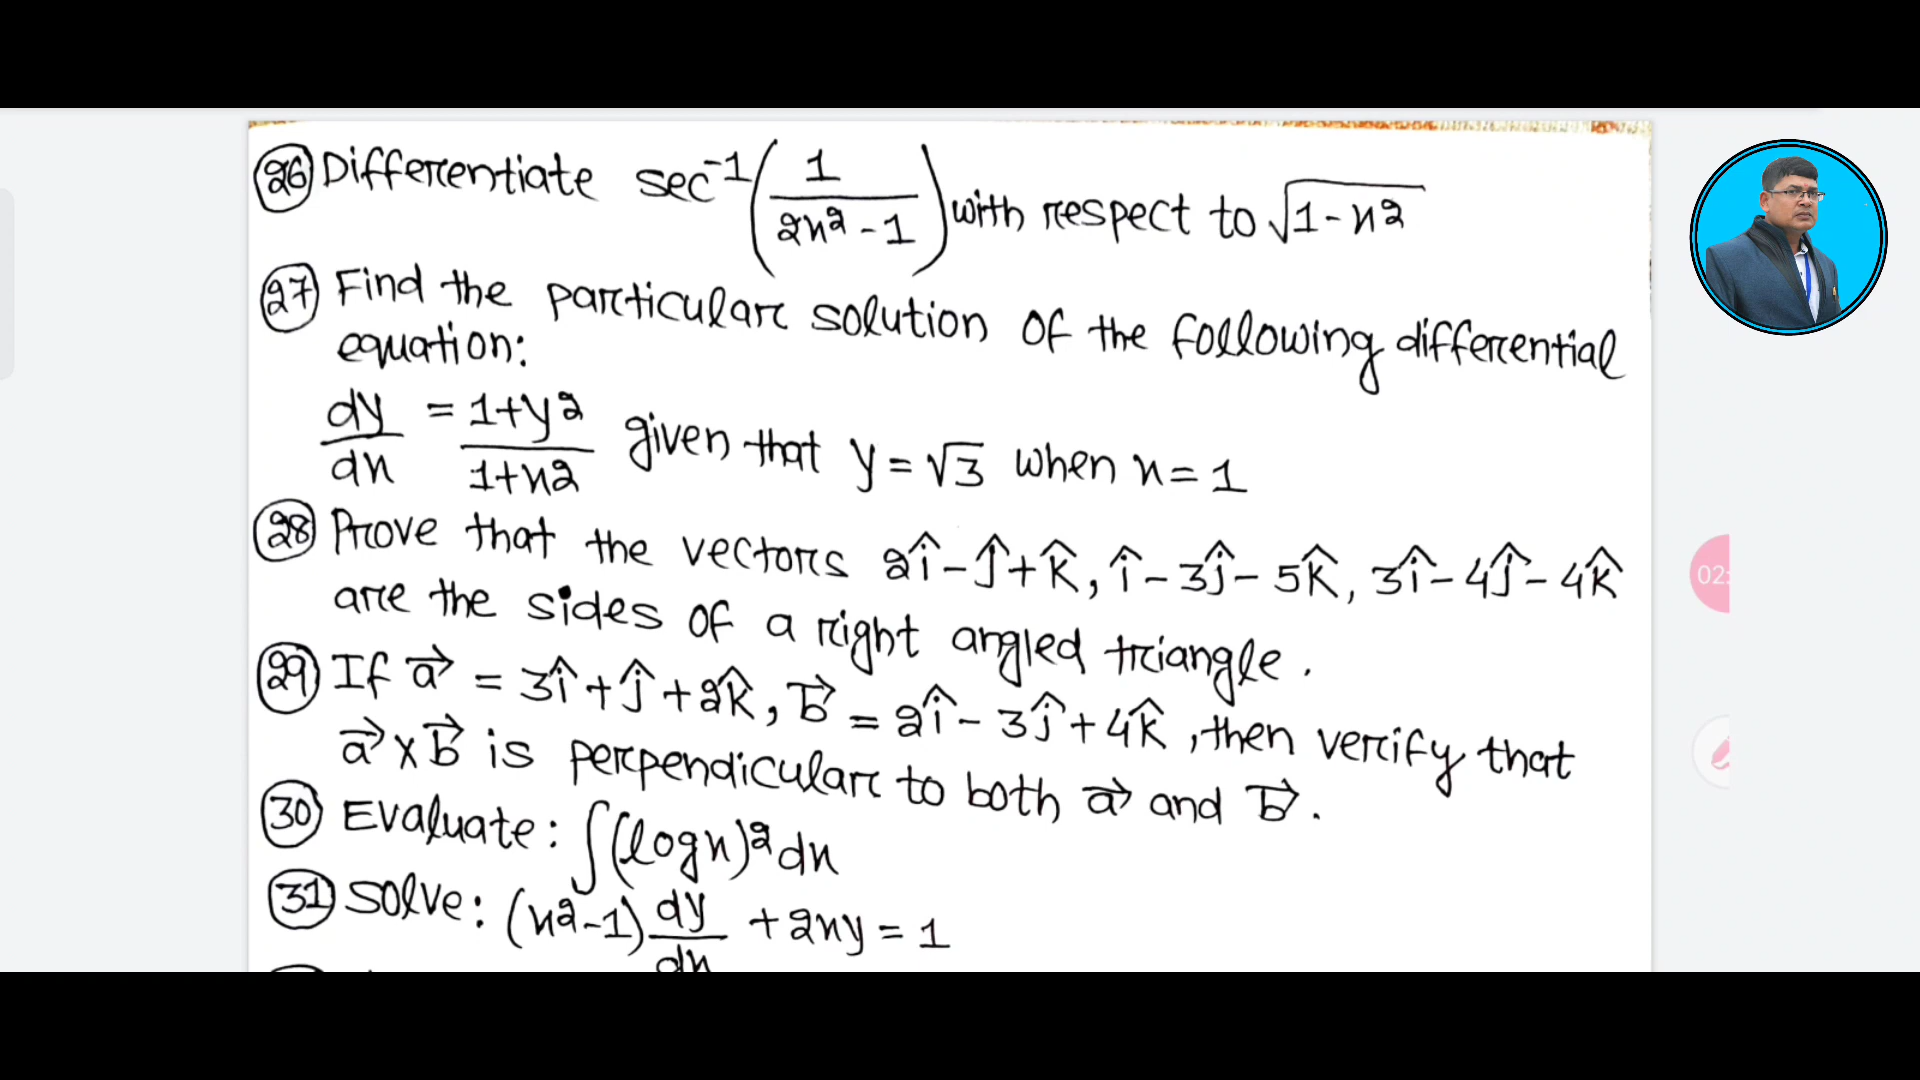 26 Differentiate sec⁻¹(1/(2x²-1)) with respect to √(1-x²)
27 Find the particular solution of the following differential
equation:
dy/dx = (1+y²)/(1+x²) given that y = √3 when x = 1
28 Prove that the vectors 2î-ĵ+k̂, î-3ĵ-5k̂, 3î-4ĵ-4k̂
are the sides of a right angled triangle.
29 If a⃗ = 3î+ĵ+2k̂, b⃗ = 2î-3ĵ+4k̂, then verify that
a⃗xb⃗ is perpendicular to both a⃗ and b⃗.
30 Evaluate: ∫(logx)²dx
31 Solve: (x²-1)dy/dx + 2xy = 1
02